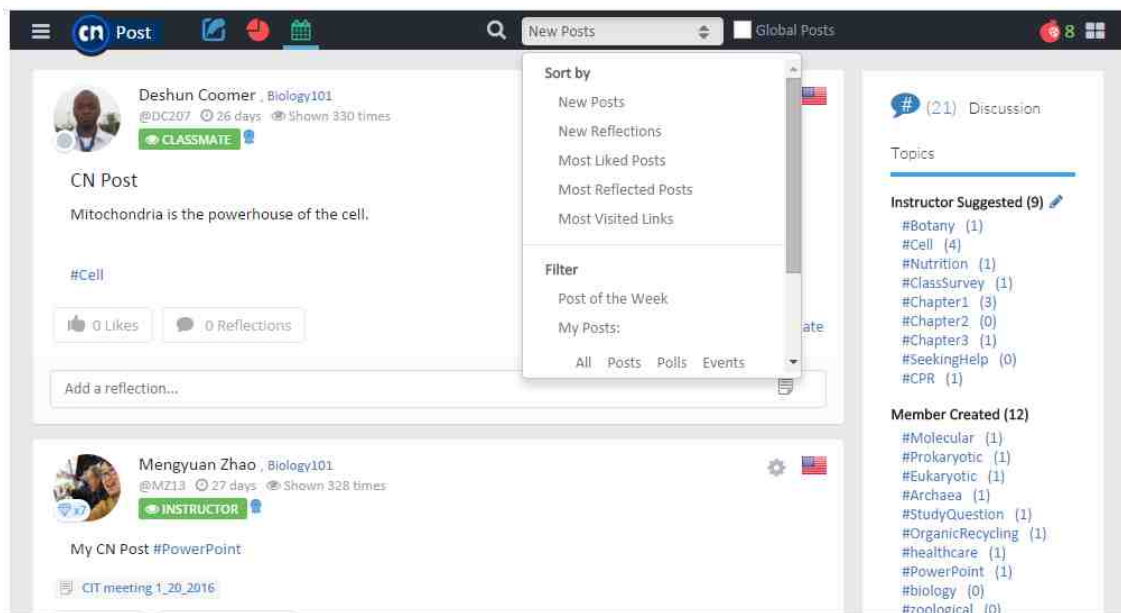 cn Post
New Posts
Global Posts
8
Deshun Coomer , Biology101
@DC207 26 days Shown 330 times
CLASSMATE
CN Post
Mitochondria is the powerhouse of the cell.
#Cell
0 Likes 0 Reflections
ate
Add a reflection...
Sort by
New Posts
New Reflections
Most Liked Posts
Most Reflected Posts
Most Visited Links
Filter
Post of the Week
My Posts:
All Posts Polls Events
Mengyuan Zhao , Biology101
@MZ13 27 days Shown 328 times
x7
INSTRUCTOR
My CN Post #PowerPoint
CIT meeting 1_20_2016
# (21) Discussion
Topics
Instructor Suggested (9)
#Botany (1)
#Cell (4)
#Nutrition (1)
#ClassSurvey (1)
#Chapter1 (3)
#Chapter2 (0)
#Chapter3 (1)
#SeekingHelp (0)
#CPR (1)
Member Created (12)
#Molecular (1)
#Prokaryotic (1)
#Eukaryotic (1)
#Archaea (1)
#StudyQuestion (1)
#OrganicRecycling (1)
#healthcare (1)
#PowerPoint (1)
#biology (0)
#zoological (0)